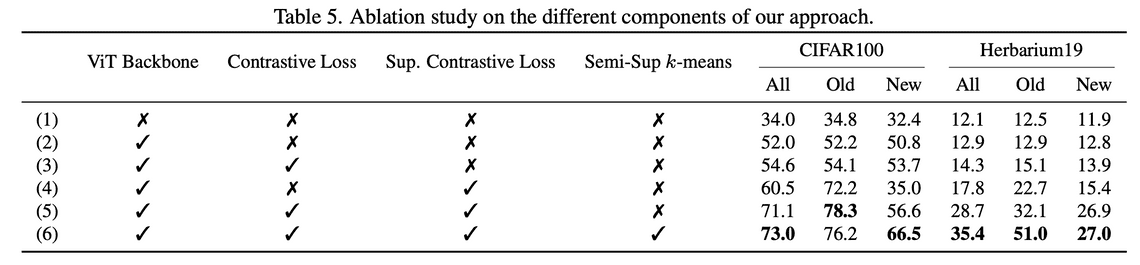 Table 5. Ablation study on the different components of our approach.
ViT Backbone Contrastive Loss Sup. Contrastive Loss Semi-Sup k-means CIFAR100 Herbarium19
All Old New All Old New
(1) ✗ ✗ ✗ ✗ 34.0 34.8 32.4 12.1 12.5 11.9
(2) ✓ ✗ ✗ ✗ 52.0 52.2 50.8 12.9 12.9 12.8
(3) ✓ ✓ ✗ ✗ 54.6 54.1 53.7 14.3 15.1 13.9
(4) ✓ ✗ ✓ ✗ 60.5 72.2 35.0 17.8 22.7 15.4
(5) ✓ ✓ ✓ ✗ 71.1 78.3 56.6 28.7 32.1 26.9
(6) ✓ ✓ ✓ ✓ 73.0 76.2 66.5 35.4 51.0 27.0